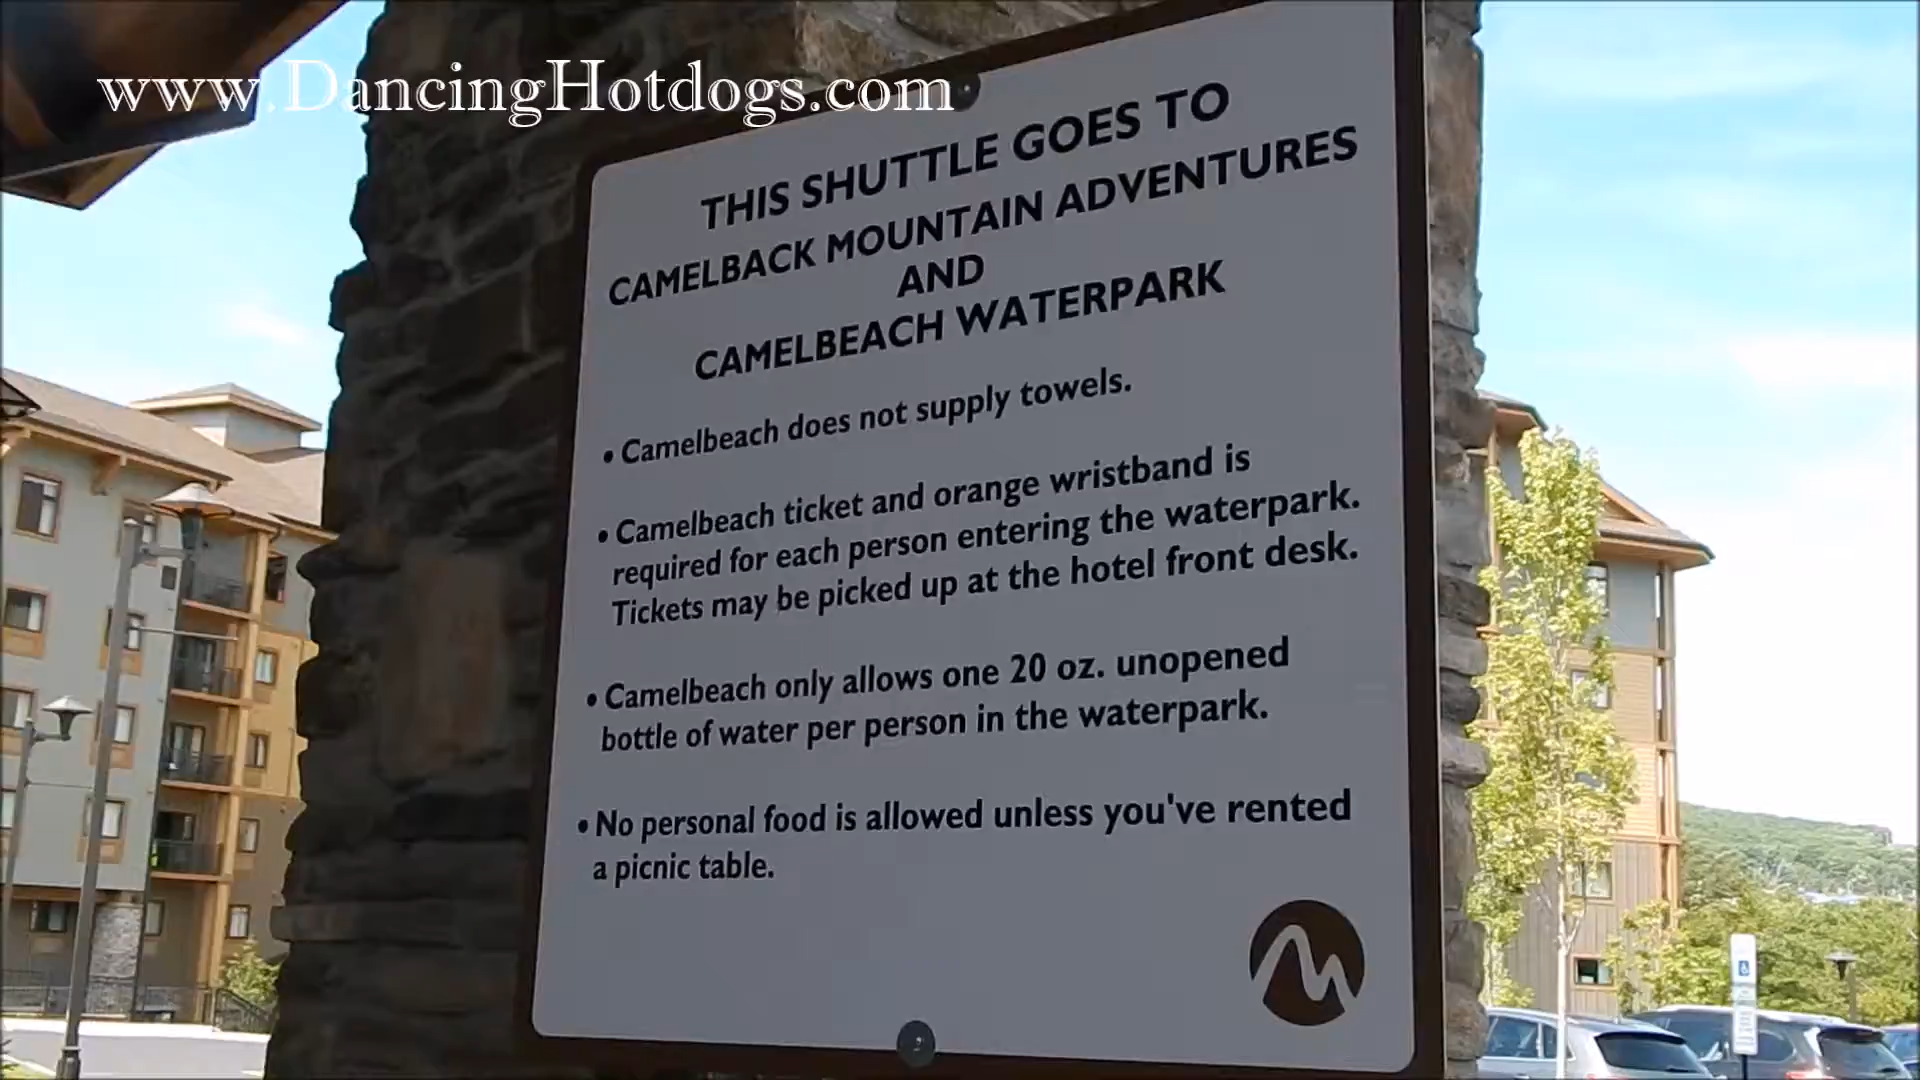 www.DancingHotdogs.com
THIS SHUTTLE GOES TO
CAMELBACK MOUNTAIN ADVENTURES
AND
CAMELBEACH WATERPARK
• Camelbeach does not supply towels.
• Camelbeach ticket and orange wristband is
required for each person entering the waterpark.
Tickets may be picked up at the hotel front desk.
• Camelbeach only allows one 20 oz. unopened
bottle of water per person in the waterpark.
• No personal food is allowed unless you've rented
a picnic table.